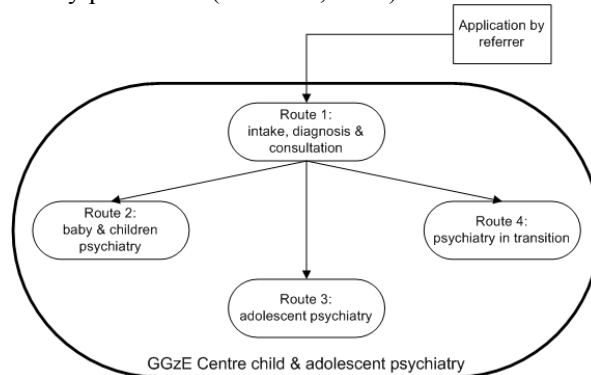 Application by
referrer
Route 1:
intake, diagnosis &
consultation
Route 2:
baby & children
psychiatry
Route 4:
psychiatry in transition
Route 3:
adolescent psychiatry
GGzE Centre child & adolescent psychiatry